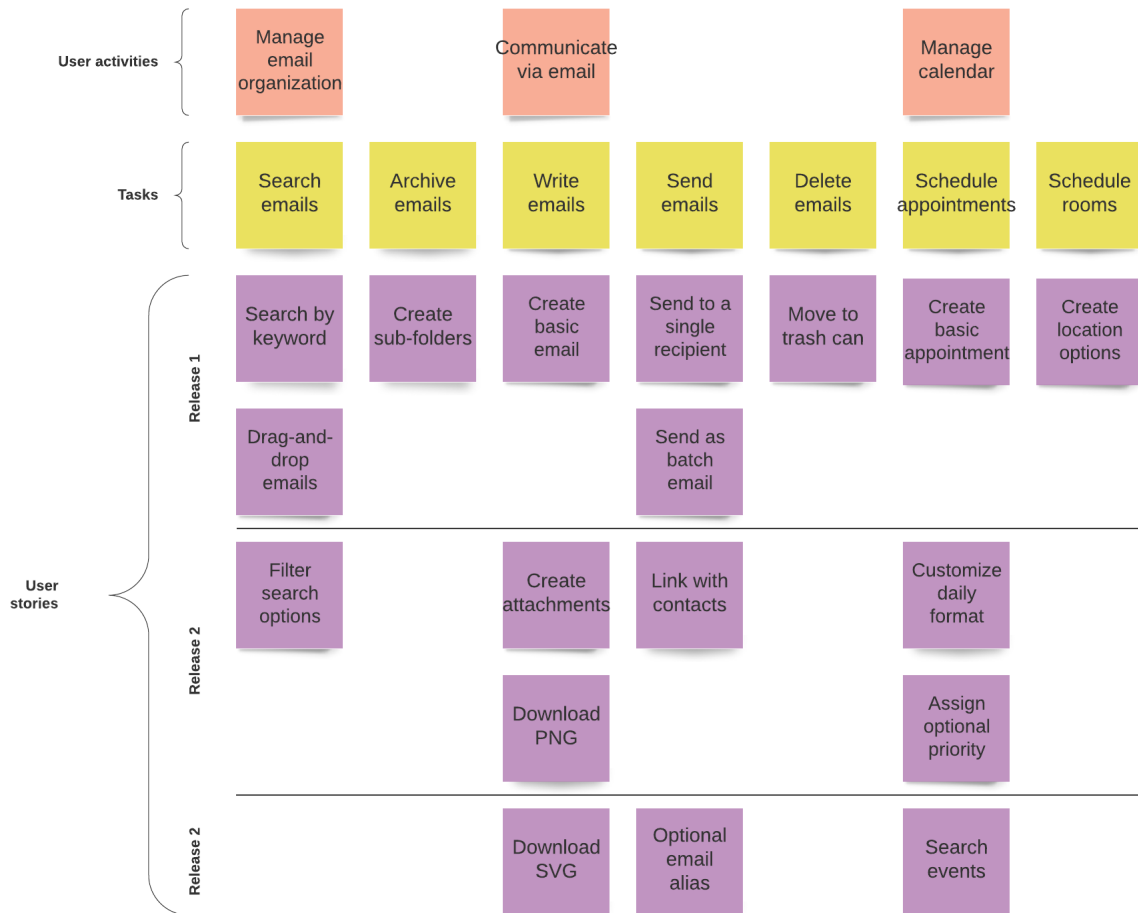 User activities
Manage
email
organization
Communicate
via email
Manage
calendar
Tasks
Search
emails
Archive
emails
Write
emails
Send
emails
Delete
emails
Schedule
appointments
Schedule
rooms
User
stories
Release 1
Search by
keyword
Create
sub-folders
Create
basic
email
Send to a
single
recipient
Move to
trash can
Create
basic
appointment
Create
location
options
Drag-and-
drop
emails
Send as
batch
email
Release 2
Filter
search
options
Create
attachments
Link with
contacts
Customize
daily
format
Download
PNG
Assign
optional
priority
Release 2
Download
SVG
Optional
email
alias
Search
events